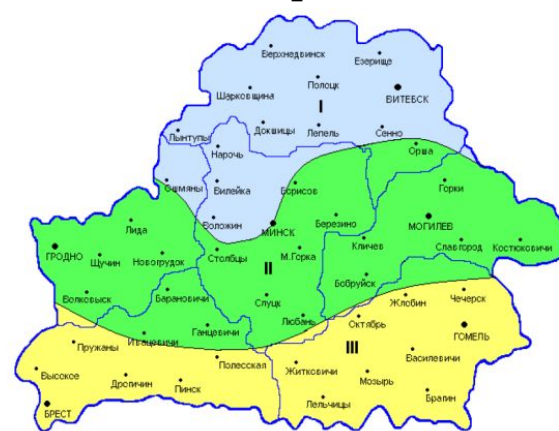 Верхнедвинск
Езерище
Полоцк
Шарковщина
ВИТЕБСК
I
Докшицы
Лепель
Сенно
Лынтупы
Нарочь
Орша
Ошмяны
Вилейка
Борисов
Горки
Воложин
МИНСК
Березино
МОГИЛЕВ
Лида
Кличев
Славгород
Костюковичи
ГРОДНО
Щучин
Новогрудок
Столбцы
М.Горка
II
Бобруйск
Волковыск
Барановичи
Слуцк
Жлобин
Чечерск
Ивацевичи
Ганцевичи
Любань
Октябрь
ГОМЕЛЬ
Пружаны
III
Василевичи
Высокое
Полесская
Житковичи
Дрогичин
Пинск
Мозырь
БРЕСТ
Лельчицы
Брагин